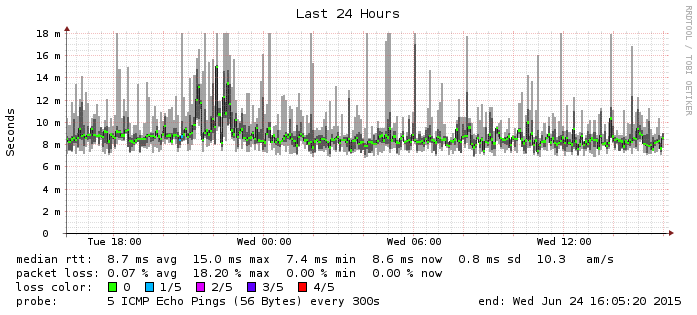 Last 24 Hours
RRDTOOL / TOBI OETIKER
Seconds
18 m
16 m
14 m
12 m
10 m
8 m
6 m
4 m
2 m
0
Tue 18:00 Wed 00:00 Wed 06:00 Wed 12:00
median rtt: 8.7 ms avg 15.0 ms max 7.4 ms min 8.6 ms now 0.8 ms sd 10.3 am/s
packet loss: 0.07 % avg 18.20 % max 0.00 % min 0.00 % now
loss color: 0 1/5 2/5 3/5 4/5
probe: 5 ICMP Echo Pings (56 Bytes) every 300s end: Wed Jun 24 16:05:20 2015